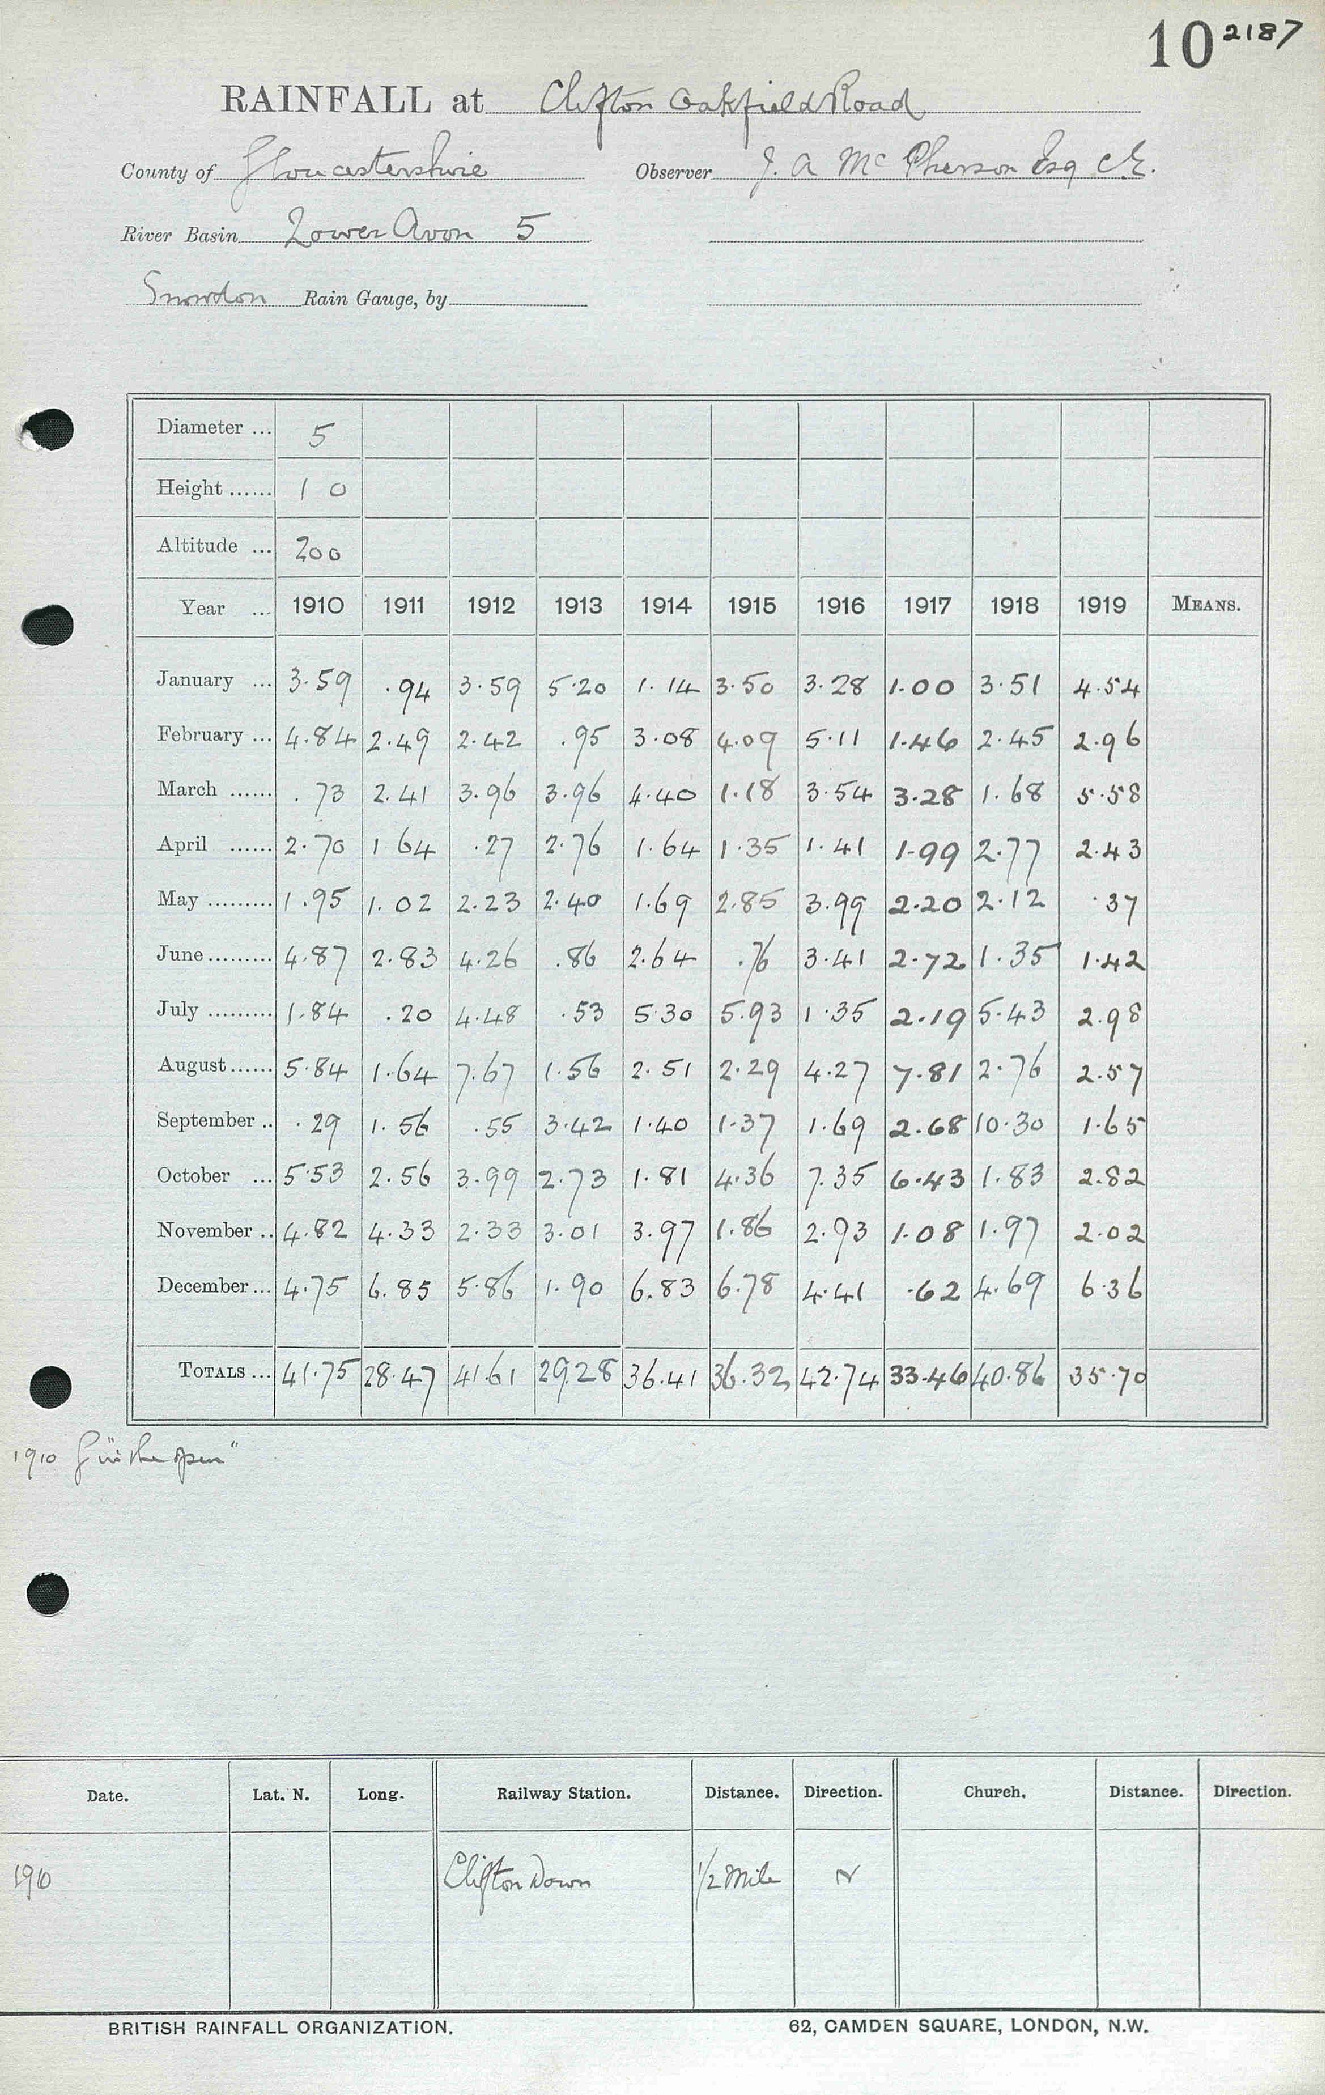 10 2187
RAINFALL at Clifton Oakfield Road
County of Gloucestershire Observer J. A McPherson Esq C.E.
River Basin Lower Avon 5
Snowdon Rain Gauge, by
Diameter ... 5
Height ...... 10
Altitude ... 200
Year ... 1910 1911 1912 1913 1914 1915 1916 1917 1918 1919 MEANS.
January ... 3.59 .94 3.59 5.20 1.14 3.50 3.28 1.00 3.51 4.54
February ... 4.84 2.49 2.42 .95 3.08 4.09 5.11 1.46 2.45 2.96
March ...... .73 2.41 3.96 3.96 4.40 1.18 3.54 3.28 1.68 5.58
April ...... 2.70 1 64 .27 2.76 1.64 1.35 1.41 1.99 2.77 2.43
May ......... 1.95 1.02 2.23 2.40 1.69 2.85 3.99 2.20 2.12 .37
June ......... 4.87 2.83 4.26 .86 2.64 .76 3.41 2.72 1.35 1.42
July ......... 1.84 .20 4.48 .53 5.30 5.93 1.35 2.19 5.43 2.98
August ...... 5.84 1.64 7.67 1.56 2.51 2.29 4.27 7.81 2.76 2.57
September .. .29 1.56 .55 3.42 1.40 1.37 1.69 2.68 10.30 1.65
October ... 5.53 2.56 3.99 2.73 1.81 4.36 7.35 6.43 1.83 2.82
November .. 4.82 4.33 2.33 3.01 3.97 1.86 2.93 1.08 1.97 2.02
December ... 4.75 6.85 5.86 1.90 6.83 6.78 4.41 .62 4.69 6.36
TOTALS ... 41.75 28.47 41.61 29.28 36.41 36.32 42.74 33.46 40.86 35.70
1910 G "in the open"
Date. Lat. N. Long. Railway Station. Distance. Direction. Church. Distance. Direction.
1910 Clifton Down 1/2 Mile N
BRITISH RAINFALL ORGANIZATION. 62, CAMDEN SQUARE, LONDON, N.W.